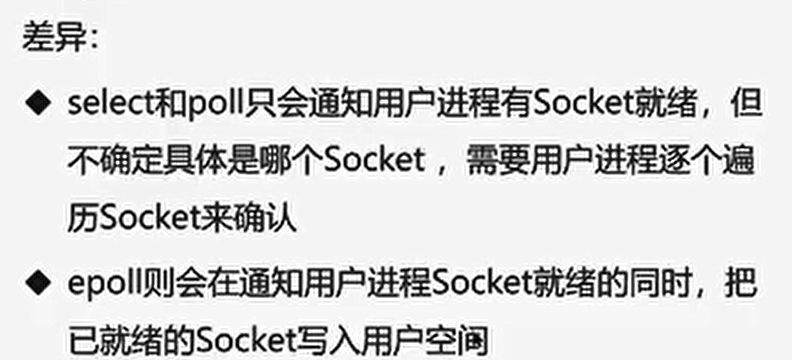 差异：
◆ select和poll只会通知用户进程有Socket就绪，但
不确定具体是哪个Socket ，需要用户进程逐个遍
历Socket来确认
◆ epoll则会在通知用户进程Socket就绪的同时，把
已就绪的Socket写入用户空间